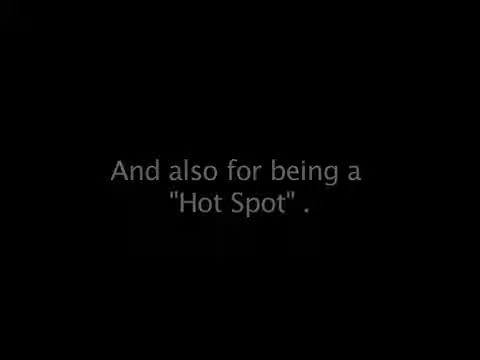 And also for being a
"Hot Spot" .